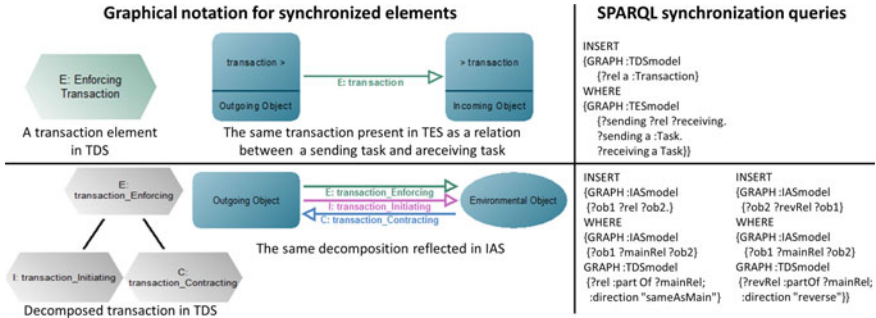 Graphical notation for synchronized elements
SPARQL synchronization queries
E: Enforcing
Transaction
A transaction element
in TDS
transaction >
Outgoing Object
E: transaction
> transaction
Incoming Object
The same transaction present in TES as a relation
between a sending task and areceiving task
INSERT
{GRAPH :TDSmodel
{?rel a :Transaction}
WHERE
{GRAPH :TESmodel
{?sending ?rel ?receiving.
?sending a :Task.
?receiving a Task}}
E:
transaction_Enforcing
I: transaction_Initiating
C:
transaction_Contracting
Decomposed transaction in TDS
Outgoing Object
E: transaction_Enforcing
I: transaction_Initiating
C: transaction_Contracting
Environmental Object
The same decomposition reflected in IAS
INSERT
{GRAPH :IASmodel
{?ob1 ?rel ?ob2.}
WHERE
{GRAPH :IASmodel
{?ob1 ?mainRel ?ob2}
GRAPH :TDSmodel
{?rel :part Of ?mainRel;
:direction "sameAsMain"}
INSERT
{GRAPH :IASmodel
{?ob2 ?revRel ?ob1}
WHERE
{GRAPH :IASmodel
{?ob1 ?mainRel ?ob2}
GRAPH :TDSmodel
{?revRel :partOf ?mainRel;
:direction "reverse"}}